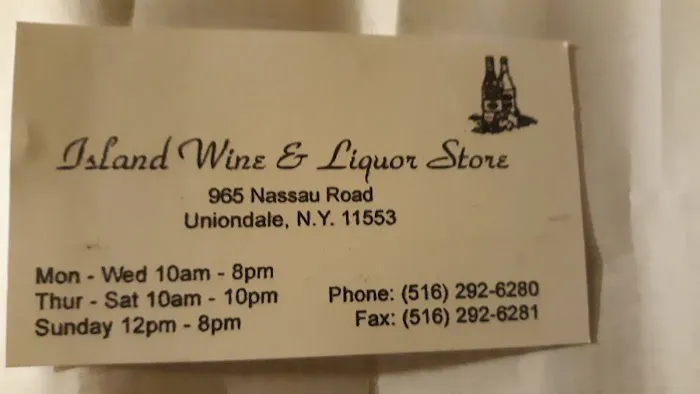 Island Wine & Liquor Store
965 Nassau Road
Uniondale, N.Y. 11553
Mon - Wed 10am - 8pm
Thur - Sat 10am - 10pm
Sunday 12pm - 8pm
Phone: (516) 292-6280
Fax: (516) 292-6281